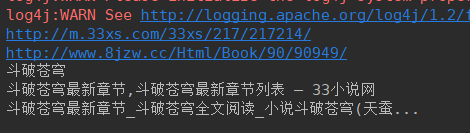 log4j:WARN See http://logging.apache.org/log4j/1.2/f
http://m.33xs.com/33xs/217/217214/
http://www.8jzw.cc/Html/Book/90/90949/
斗破苍穹
斗破苍穹最新章节,斗破苍穹最新章节列表 – 33小说网
斗破苍穹最新章节_斗破苍穹全文阅读_小说斗破苍穹(天蚕...